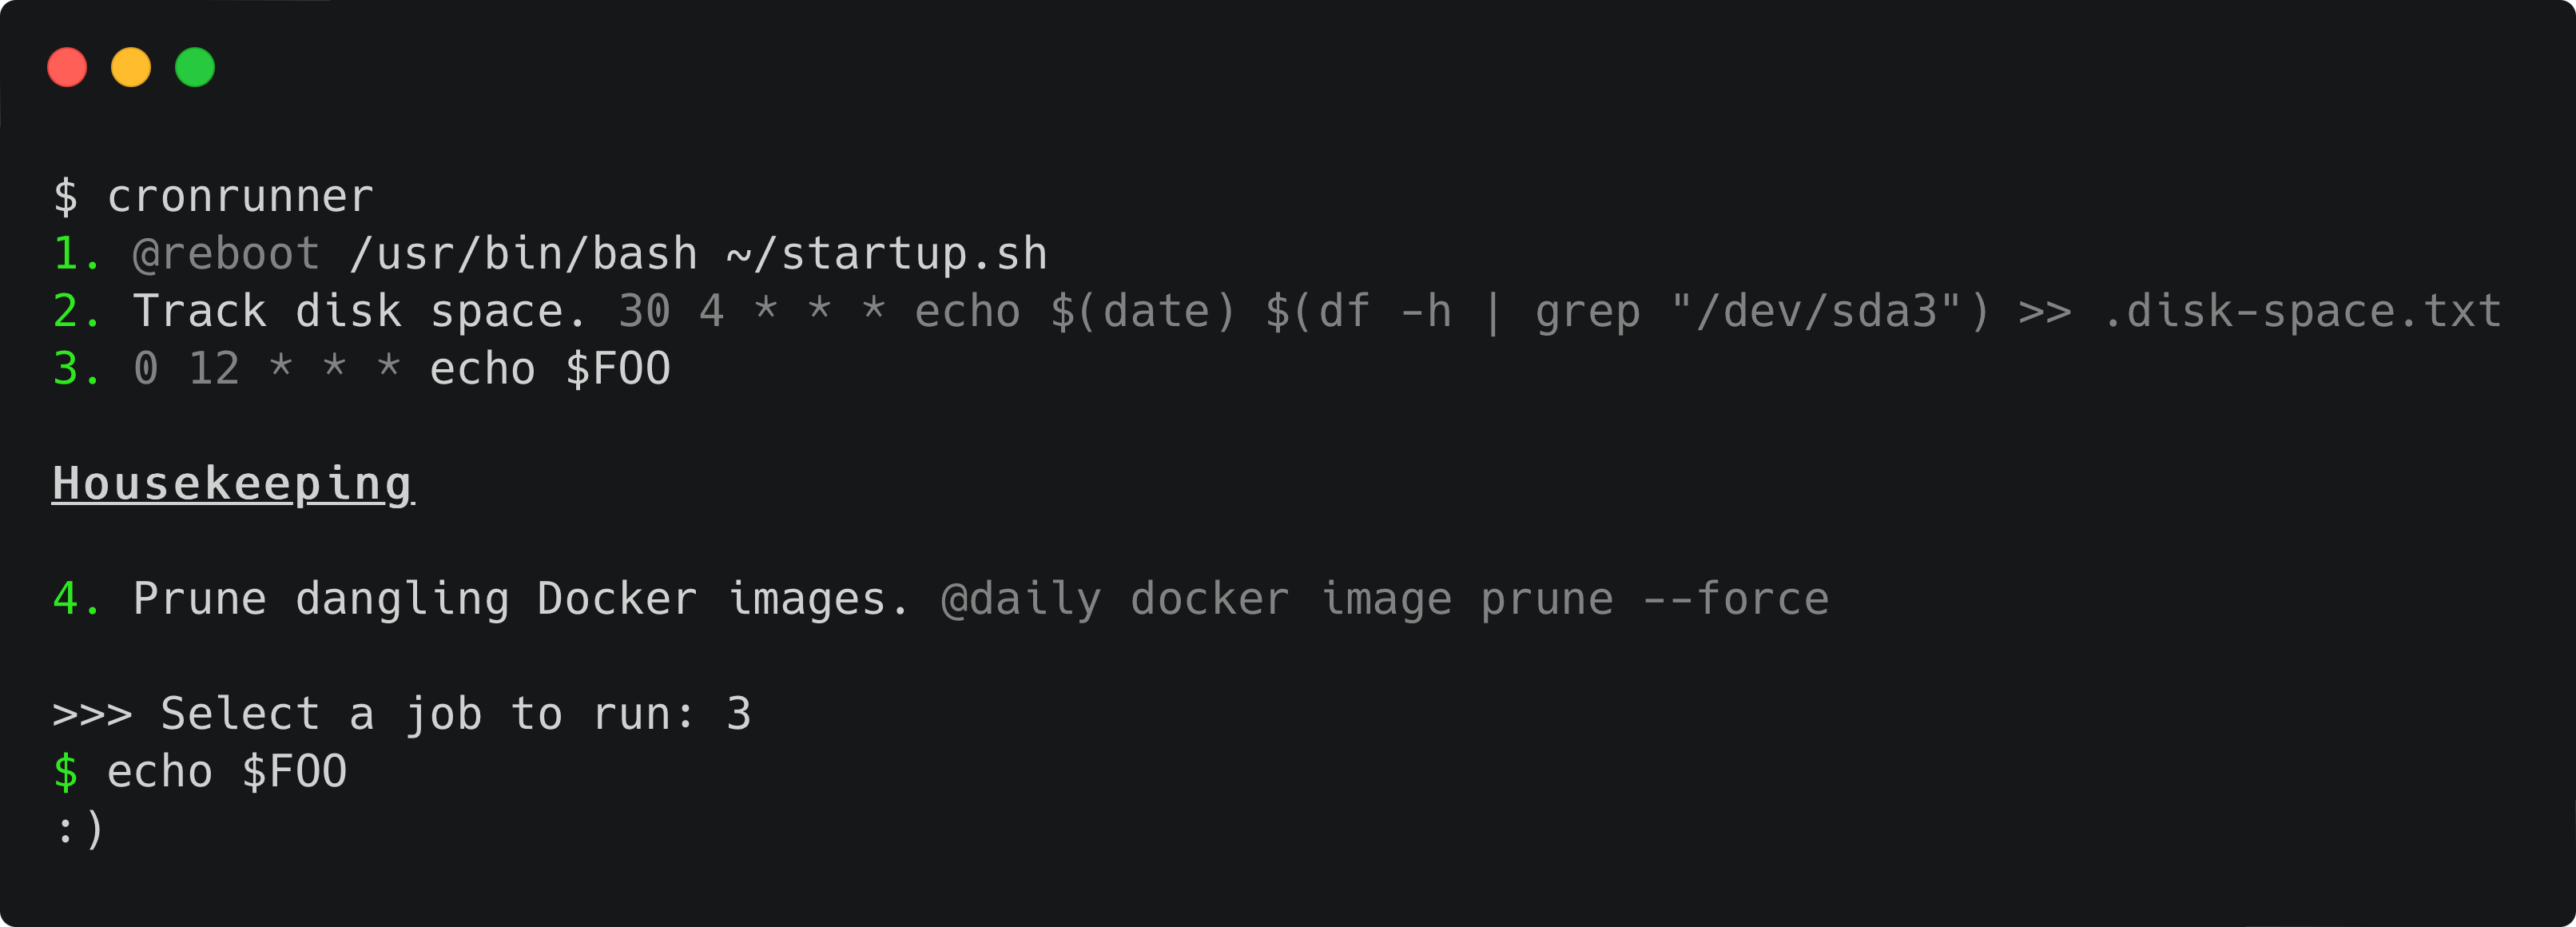 $ cronrunner
1. @reboot /usr/bin/bash ~/startup.sh
2. Track disk space. 30 4 * * * echo $(date) $(df -h | grep "/dev/sda3") >> .disk-space.txt
3. 0 12 * * * echo $FOO
Housekeeping
4. Prune dangling Docker images. @daily docker image prune --force
>>> Select a job to run: 3
$ echo $FOO
:)